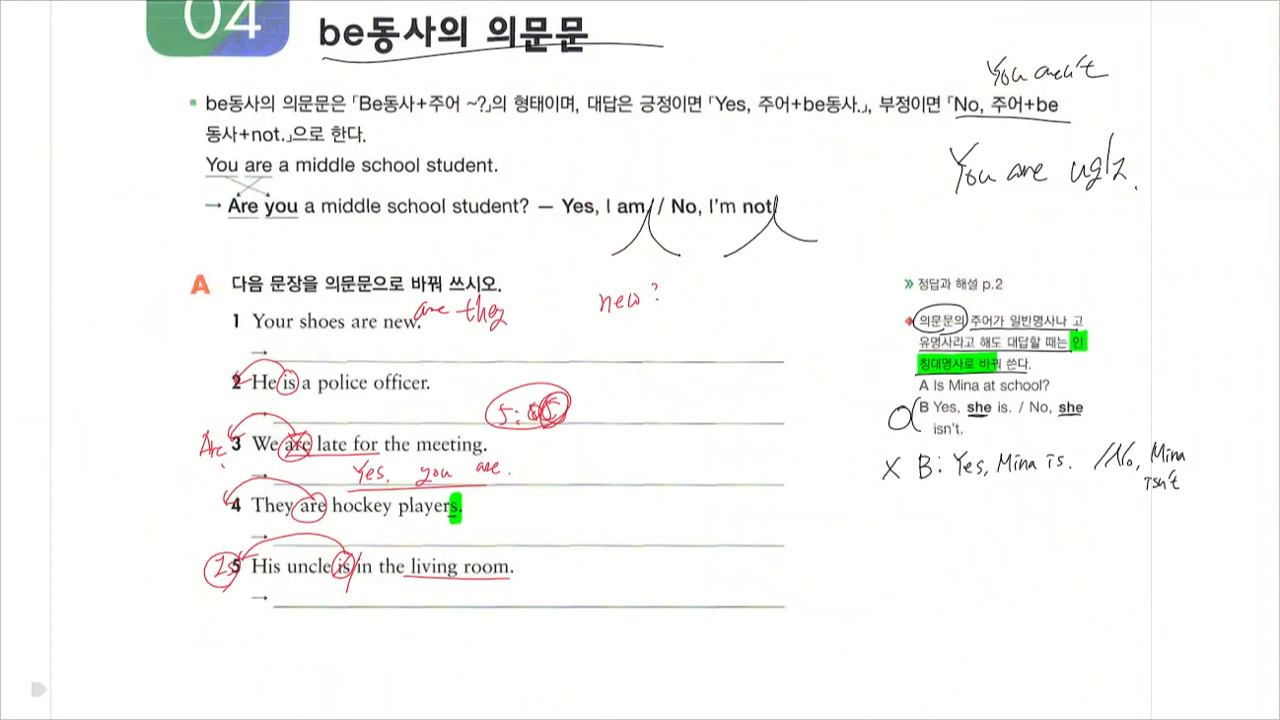 04 be동사의 의문문
You aren't
be동사의 의문문은 「Be동사+주어 ~?」의 형태이며, 대답은 긍정이면 「Yes, 주어+be동사.」, 부정이면 「No, 주어+be
동사+not.」으로 한다.
You are a middle school student.
You are ugly.
→ Are you a middle school student? — Yes, I am. // No, I'm not.
A 다음 문장을 의문문으로 바꿔 쓰시오.
are they new?
1 Your shoes are new.
→
2 He is a police officer.
→
Are
3 We are late for the meeting.
→ Yes, you are.
4 They are hockey players.
→
Is
5 His uncle is in the living room.
→
» 정답과 해설 p.2
의문문의 주어가 일반명사나 고
유명사라고 해도 대답할 때는 인
칭대명사로 바꿔 쓴다.
A Is Mina at school?
B Yes, she is. / No, she
isn't.
X B: Yes, Mina is. // No, Mina
isn't